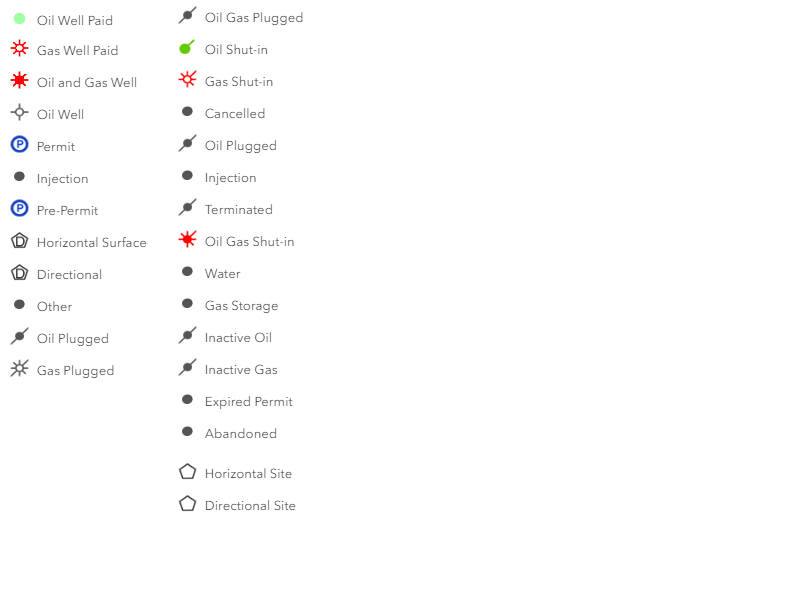 Oil Well Paid
Gas Well Paid
Oil and Gas Well
Oil Well
P Permit
Injection
P Pre-Permit
D Horizontal Surface
D Directional
Other
Oil Plugged
Gas Plugged
Oil Gas Plugged
Oil Shut-in
Gas Shut-in
Cancelled
Oil Plugged
Injection
Terminated
Oil Gas Shut-in
Water
Gas Storage
Inactive Oil
Inactive Gas
Expired Permit
Abandoned
Horizontal Site
Directional Site